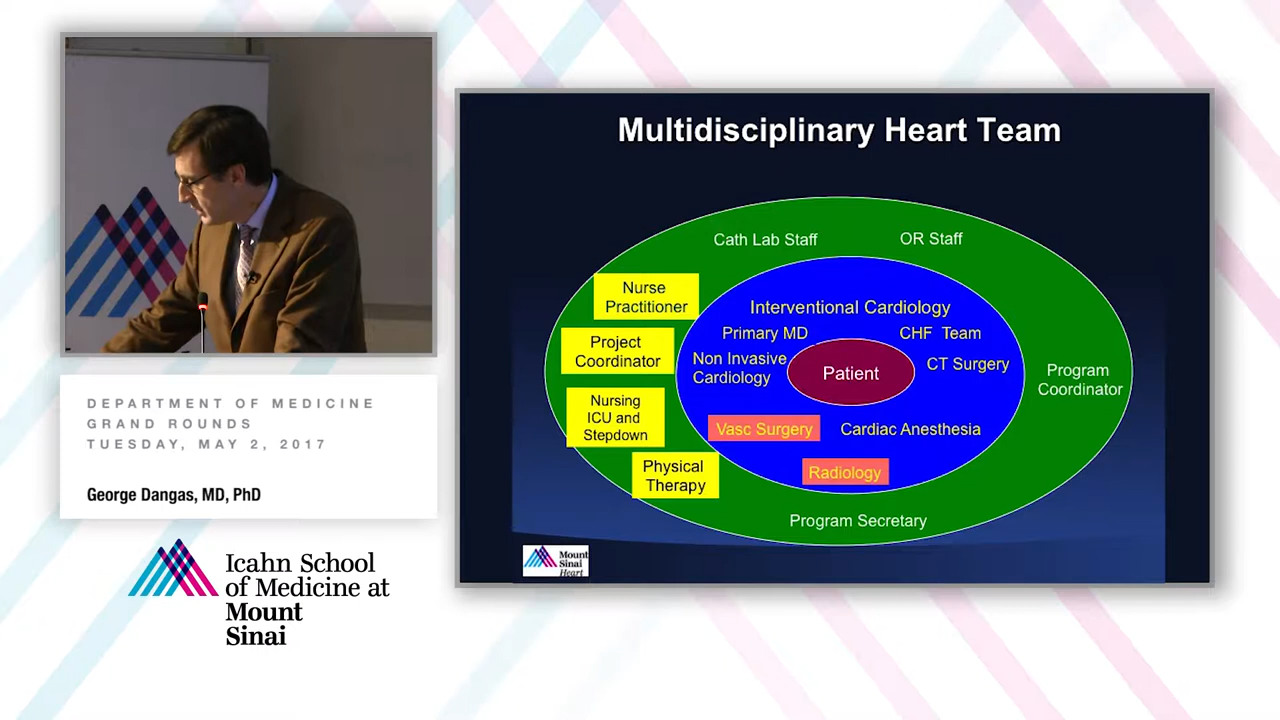 Multidisciplinary Heart Team
Cath Lab Staff
OR Staff
Nurse
Practitioner
Interventional Cardiology
Primary MD
CHF Team
Project
Coordinator
Non Invasive
Cardiology
Patient
CT Surgery
Program
Coordinator
Nursing
ICU and
Stepdown
Vasc Surgery
Cardiac Anesthesia
Physical
Therapy
Radiology
Program Secretary
Mount
Sinai
Heart
DEPARTMENT OF MEDICINE
GRAND ROUNDS
TUESDAY, MAY 2, 2017
George Dangas, MD, PhD
Icahn School
of Medicine at
Mount
Sinai